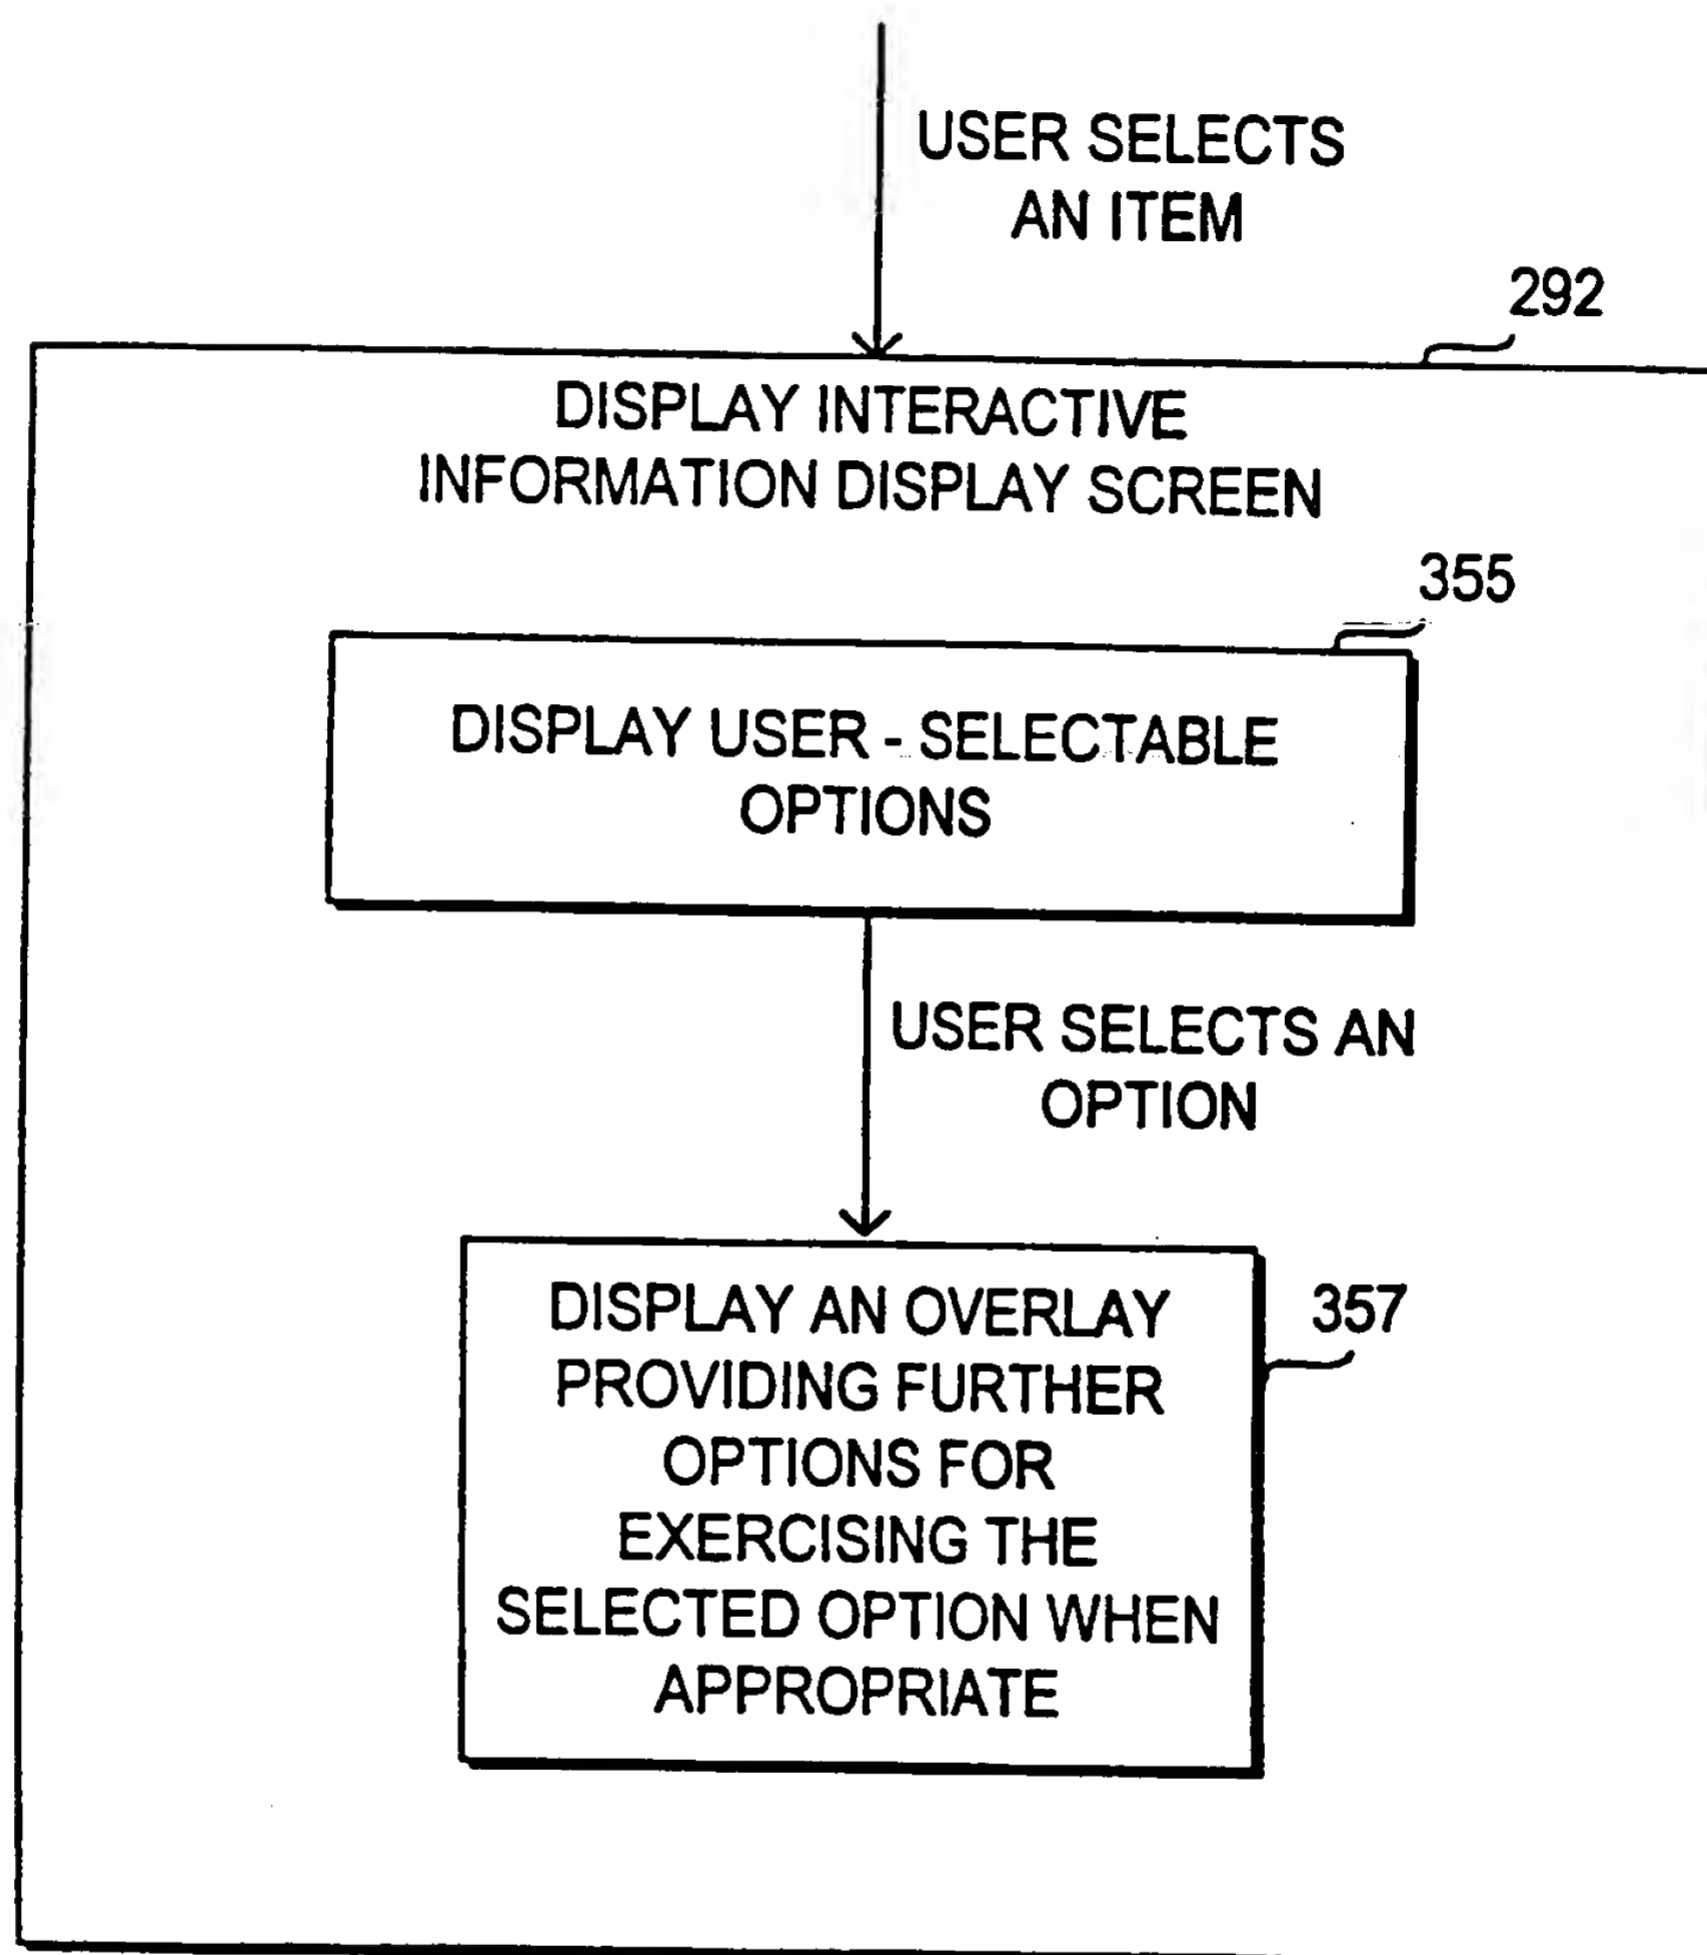 USER SELECTS
AN ITEM
292
DISPLAY INTERACTIVE
INFORMATION DISPLAY SCREEN
355
DISPLAY USER - SELECTABLE
OPTIONS
USER SELECTS AN
OPTION
DISPLAY AN OVERLAY
PROVIDING FURTHER
OPTIONS FOR
EXERCISING THE
SELECTED OPTION WHEN
APPROPRIATE
357